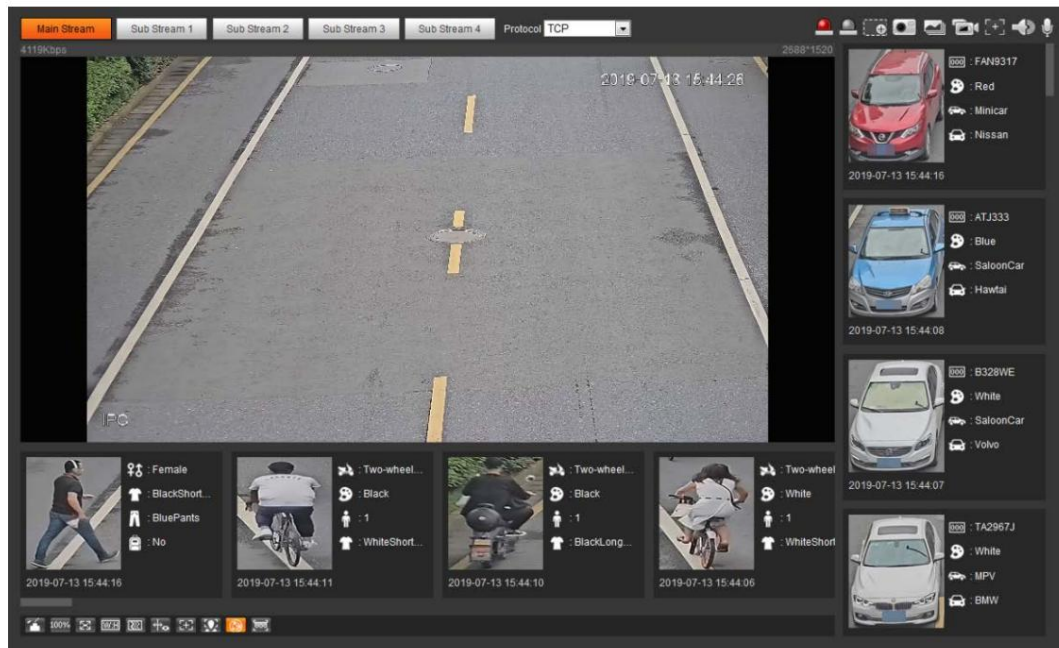 Main Stream
Sub Stream 1
Sub Stream 2
Sub Stream 3
Sub Stream 4
Protocol TCP
4119Kbps
2688*1520
2019-07-13 15:44:26
IPC
: FAN9317
: Red
: Minicar
: Nissan
2019-07-13 15:44:16
: ATJ333
: Blue
: SaloonCar
: Hawtai
2019-07-13 15:44:08
: B328WE
: White
: SaloonCar
: Volvo
2019-07-13 15:44:07
: TA2967J
: White
: MPV
: BMW
: Female
: BlackShort...
: BluePants
: No
2019-07-13 15:44:16
: Two-wheel...
: Black
: 1
: WhiteShort...
2019-07-13 15:44:11
: Two-wheel...
: Black
: 1
: BlackLong...
2019-07-13 15:44:10
: Two-wheel
: White
: 1
: WhiteShort
2019-07-13 15:44:06
100%
W:H